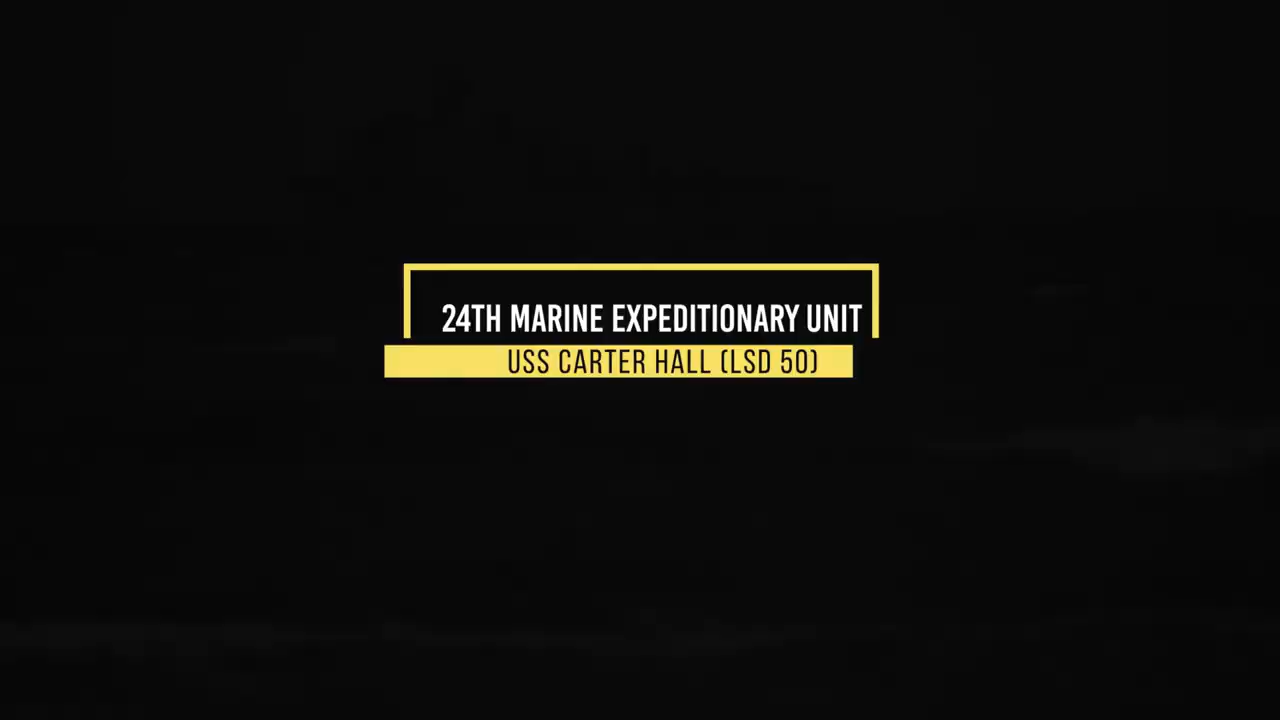 24TH MARINE EXPEDITIONARY UNIT
USS CARTER HALL (LSD 50)